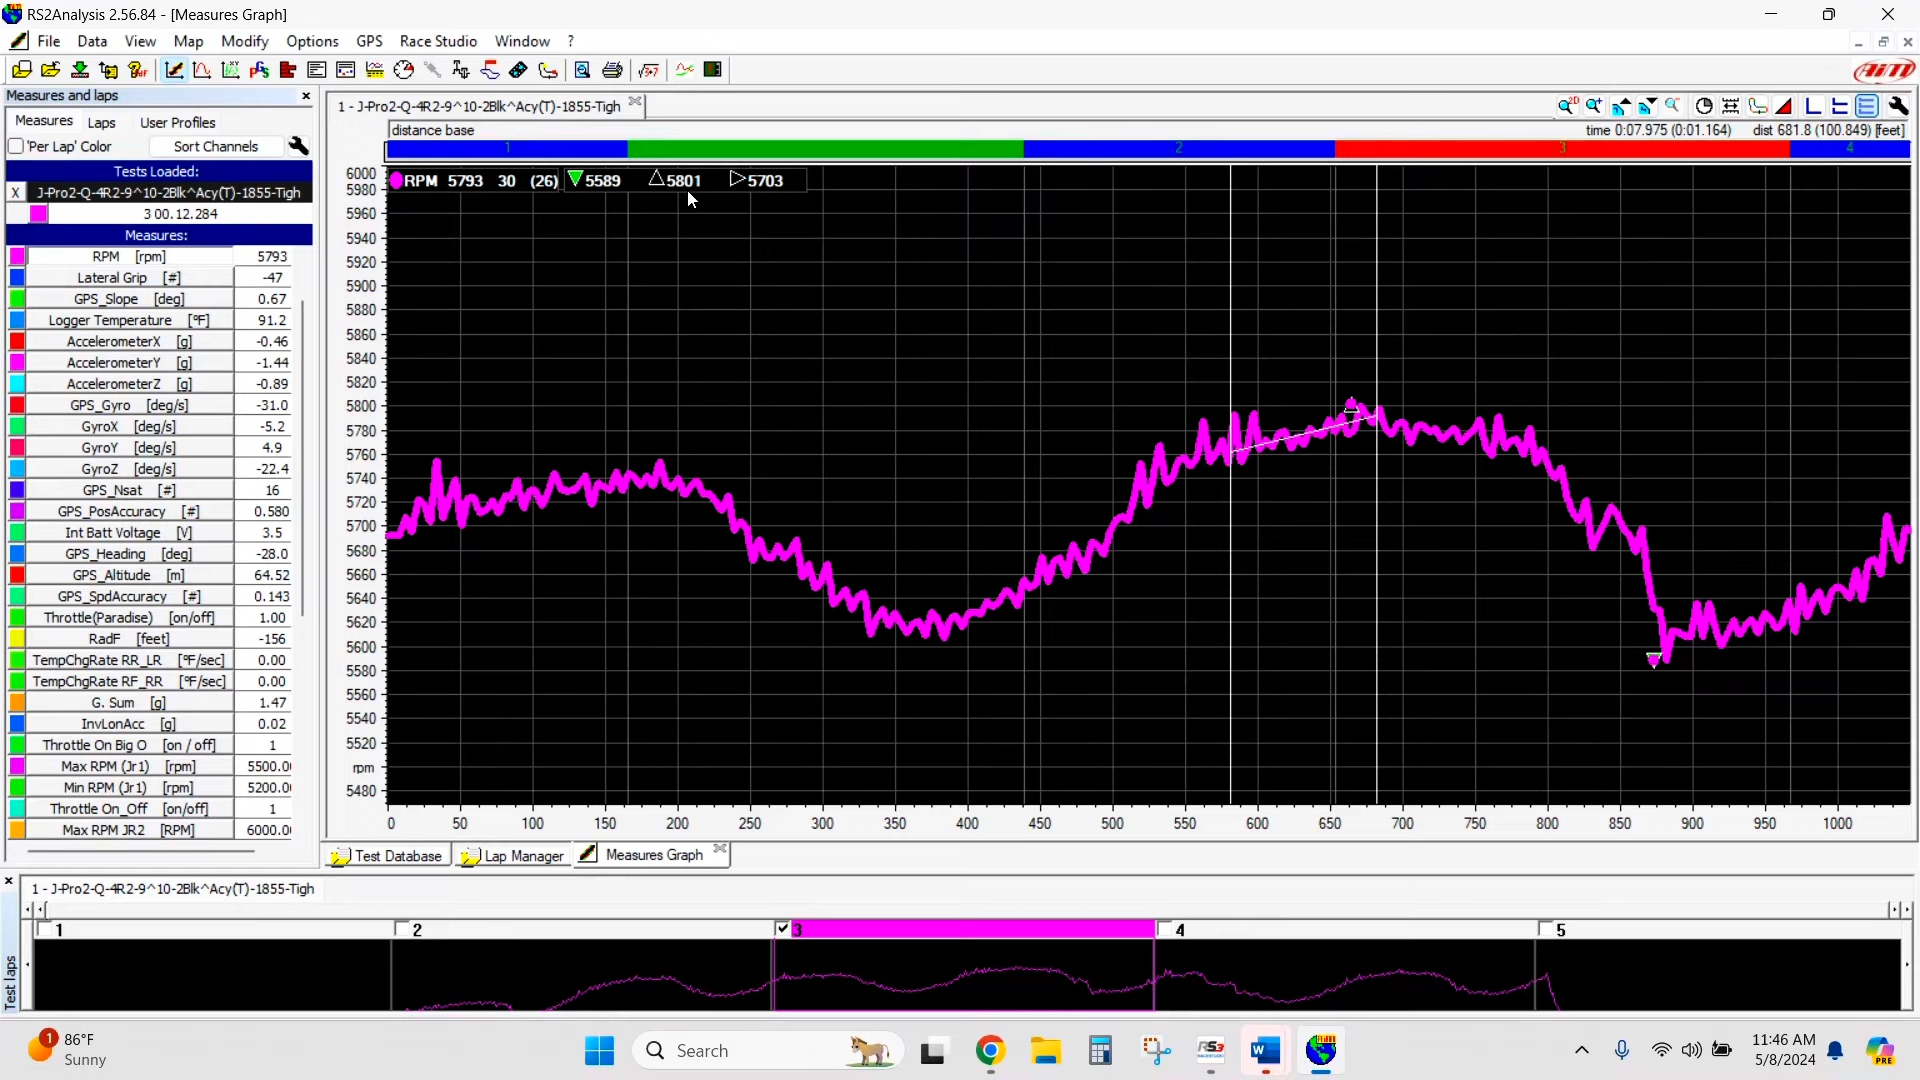 RS2Analysis 2.56.84 - [Measures Graph]
File Data View Map Modify Options GPS Race Studio Window ?
AiM
Measures and laps
Measures Laps User Profiles
'Per Lap' Color Sort Channels
Tests Loaded:
X J-Pro2-Q-4R2-9^10-2Blk^Acy(T)-1855-Tigh
3 00.12.284
Measures:
RPM [rpm] 5793
Lateral Grip [#] -47
GPS_Slope [deg] 0.67
Logger Temperature [ºF] 91.2
AccelerometerX [g] -0.46
AccelerometerY [g] -1.44
AccelerometerZ [g] -0.89
GPS_Gyro [deg/s] -31.0
GyroX [deg/s] -5.2
GyroY [deg/s] 4.9
GyroZ [deg/s] -22.4
GPS_Nsat [#] 16
GPS_PosAccuracy [#] 0.580
Int Batt Voltage [V] 3.5
GPS_Heading [deg] -28.0
GPS_Altitude [m] 64.52
GPS_SpdAccuracy [#] 0.143
Throttle(Paradise) [on/off] 1.00
RadF [feet] -156
TempChgRate RR_LR [ºF/sec] 0.00
TempChgRate RF_RR [ºF/sec] 0.00
G. Sum [g] 1.47
InvLonAcc [g] 0.02
Throttle On Big O [on / off] 1
Max RPM (Jr1) [rpm] 5500.0
Min RPM (Jr1) [rpm] 5200.0
Throttle On_Off [on/off] 1
Max RPM JR2 [RPM] 6000.0
1 - J-Pro2-Q-4R2-9^10-2Blk^Acy(T)-1855-Tigh
distance base time 0:07.975 (0:01.164) dist 681.8 (100.849) [feet]
1 2 3 4
RPM 5793 30 (26) 5589 5801 5703
6000
5980
5960
5940
5920
5900
5880
5860
5840
5820
5800
5780
5760
5740
5720
5700
5680
5660
5640
5620
5600
5580
5560
5540
5520
rpm
5480
0 50 100 150 200 250 300 350 400 450 500 550 600 650 700 750 800 850 900 950 1000
Test Database Lap Manager Measures Graph
1 - J-Pro2-Q-4R2-9^10-2Blk^Acy(T)-1855-Tigh
1 2 3 4 5
Test laps
1 86°F
Sunny
Search
RS3
W
PRE
11:46 AM
5/8/2024